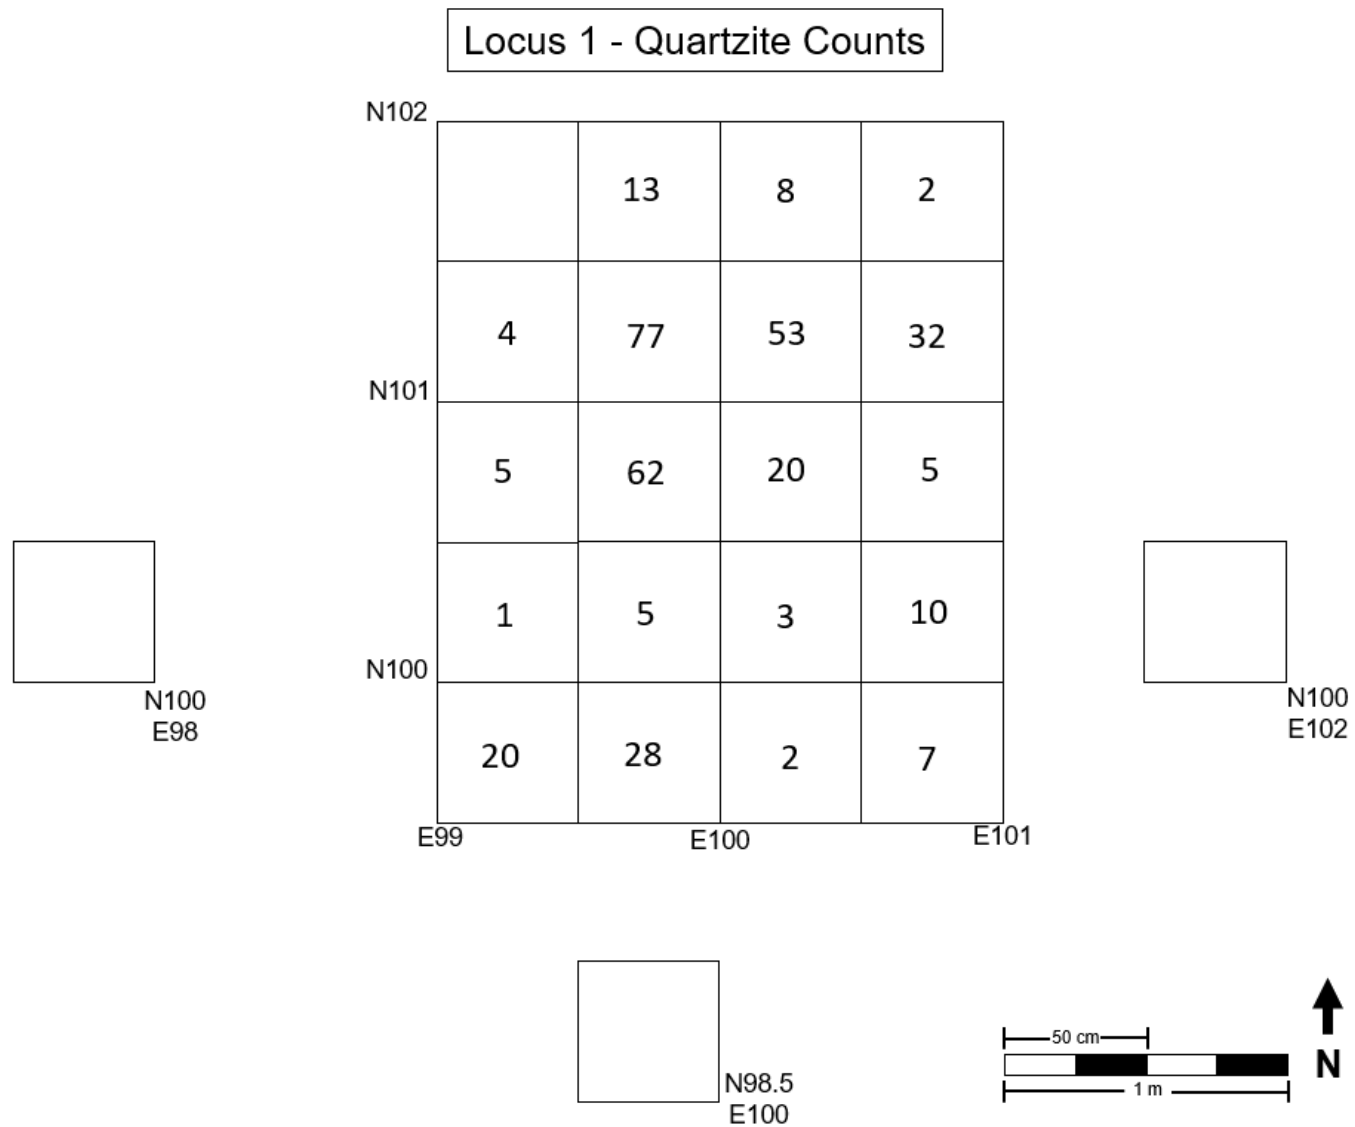 Locus 1 - Quartzite Counts
N102
13 8 2
4 77 53 32
N101
5 62 20 5
1 5 3 10
N100
N100
E98
N100
E102
20 28 2 7
E99 E100 E101
50 cm
1 m
N
N98.5
E100